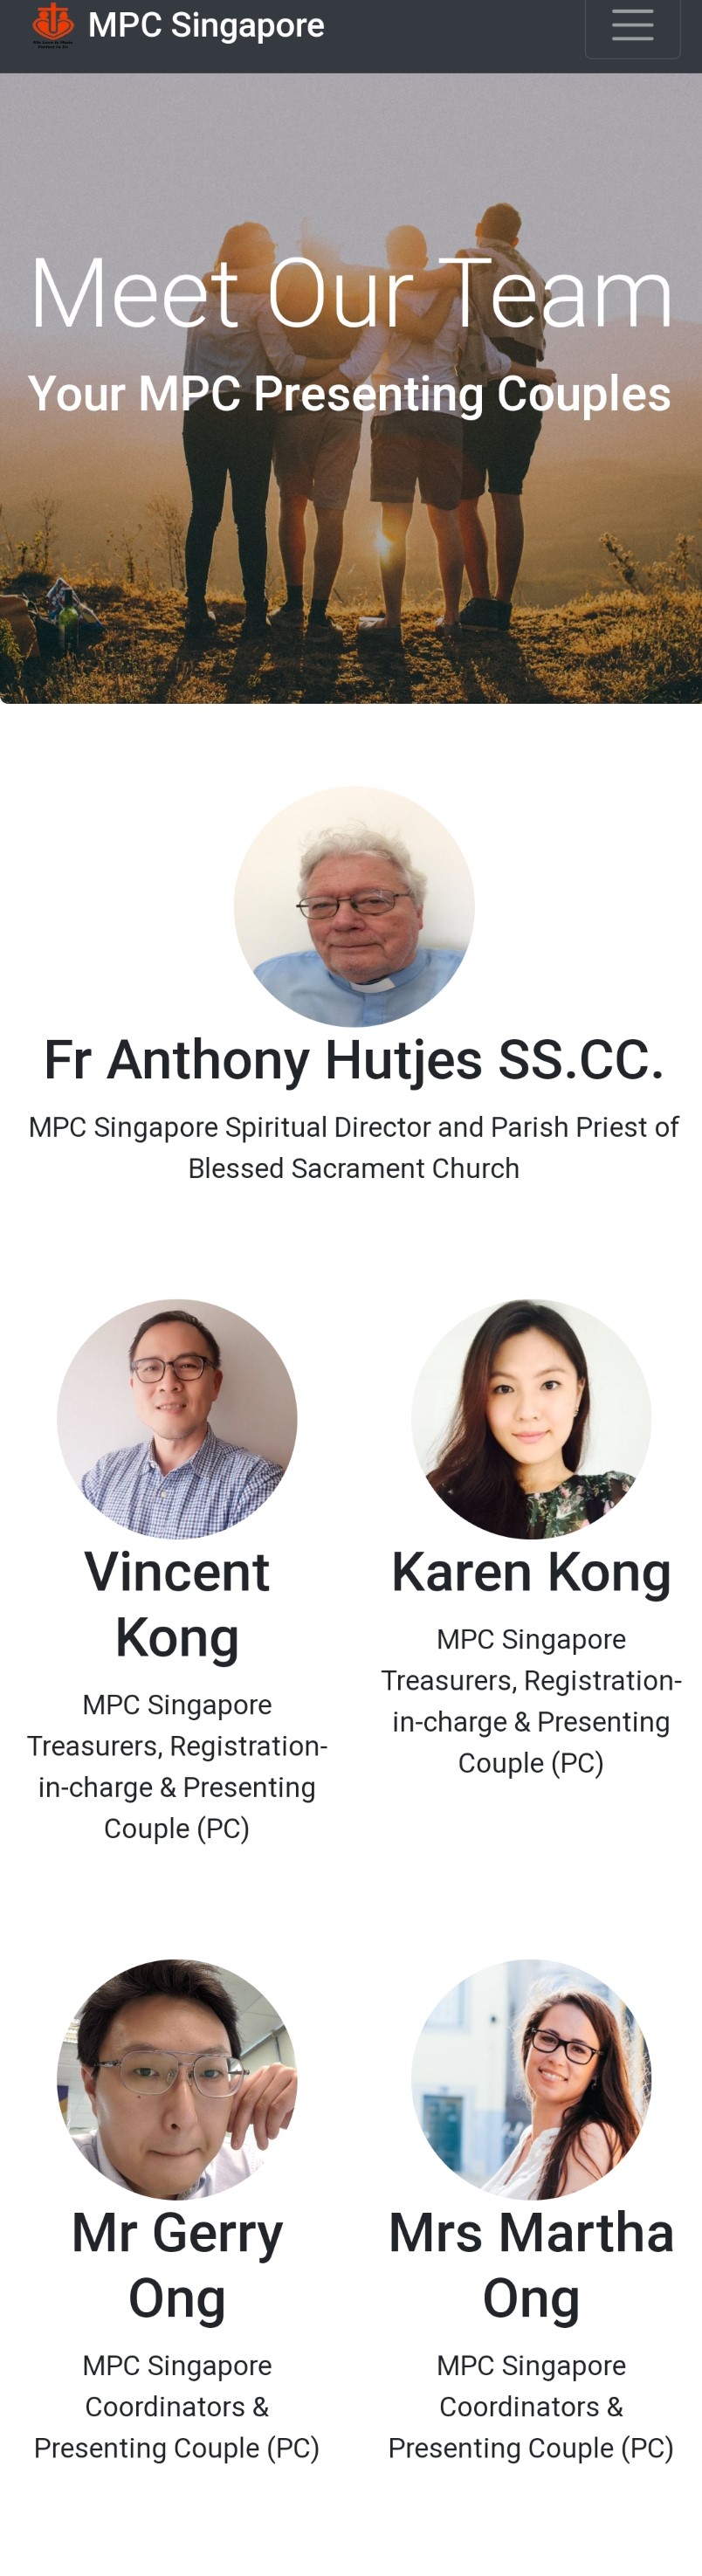 MPC Singapore
Meet Our Team
Your MPC Presenting Couples
Fr Anthony Hutjes SS.CC.
MPC Singapore Spiritual Director and Parish Priest of
Blessed Sacrament Church
Vincent
Kong
MPC Singapore
Treasurers, Registration-
in-charge & Presenting
Couple (PC)
Karen Kong
MPC Singapore
Treasurers, Registration-
in-charge & Presenting
Couple (PC)
Mr Gerry
Ong
MPC Singapore
Coordinators &
Presenting Couple (PC)
Mrs Martha
Ong
MPC Singapore
Coordinators &
Presenting Couple (PC)